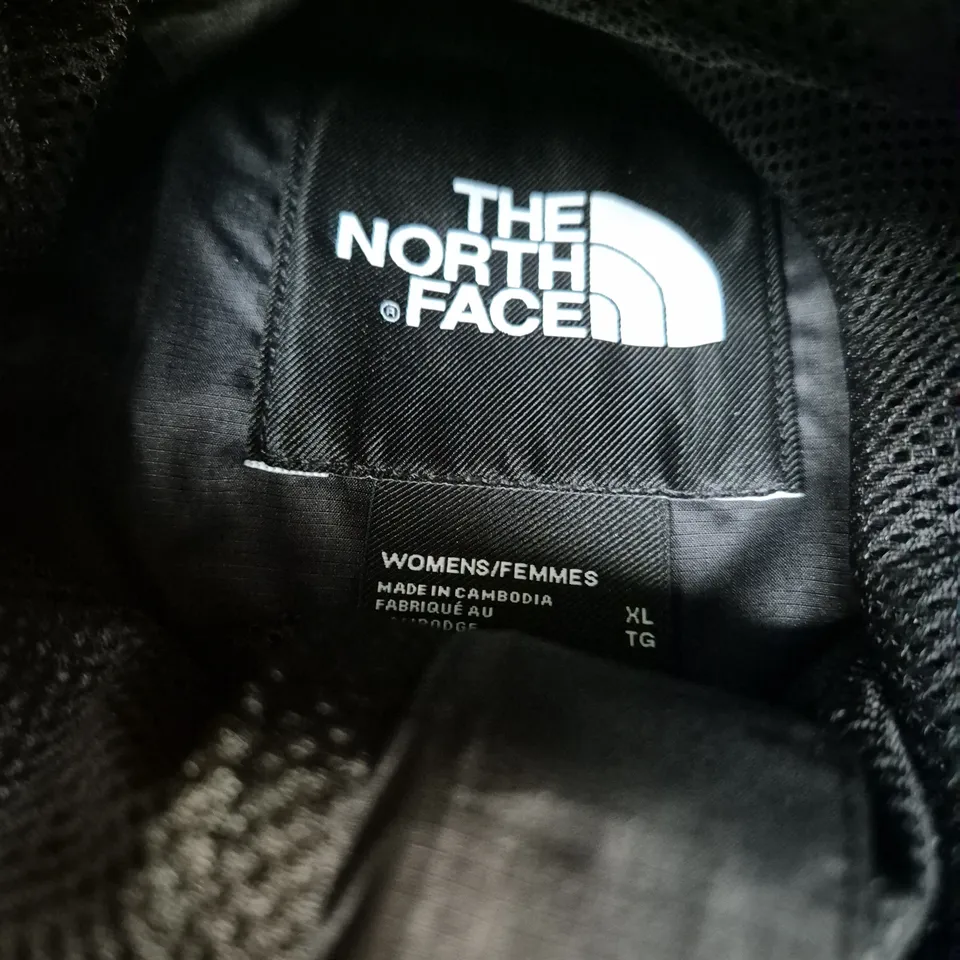 THE
NORTH
® FACE
WOMENS/FEMMES
MADE IN CAMBODIA
FABRIQUÉ AU
XL
TG